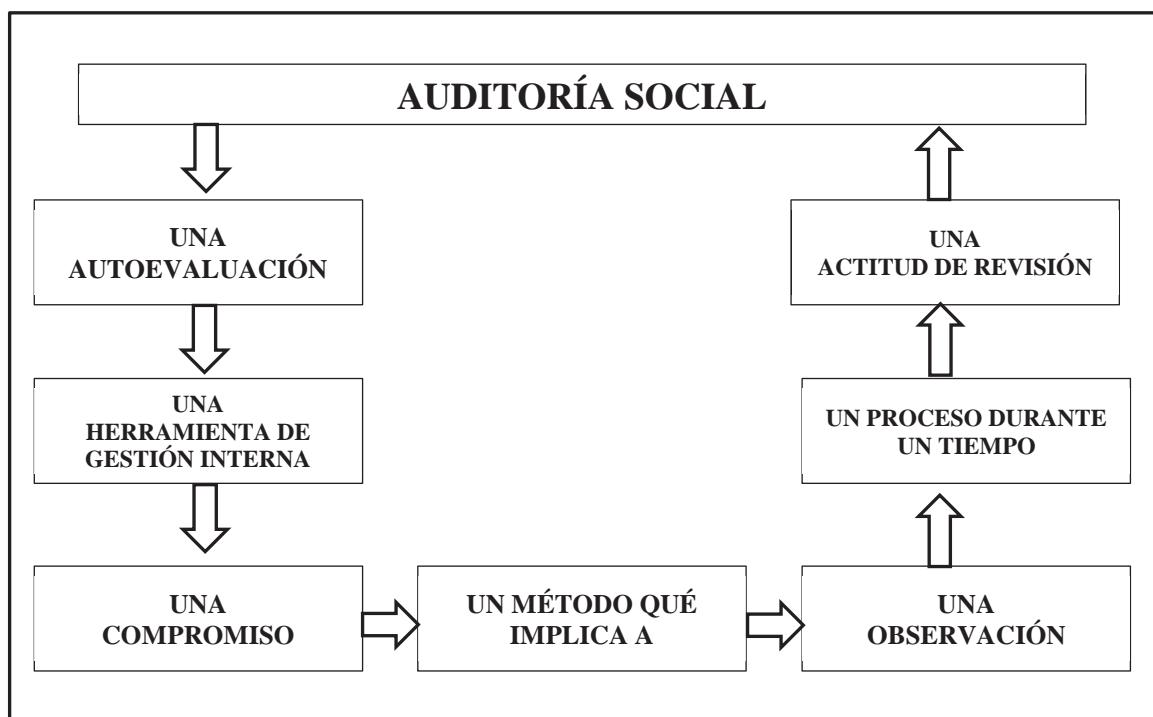 AUDITORÍA SOCIAL
UNA
AUTOEVALUACIÓN
UNA
HERRAMIENTA DE
GESTIÓN INTERNA
UNA
COMPROMISO
UN MÉTODO QUÉ
IMPLICA A
UNA
OBSERVACIÓN
UN PROCESO DURANTE
UN TIEMPO
UNA
ACTITUD DE REVISIÓN